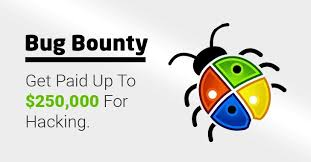 Bug Bounty
Get Paid Up To
$250,000 For
Hacking.